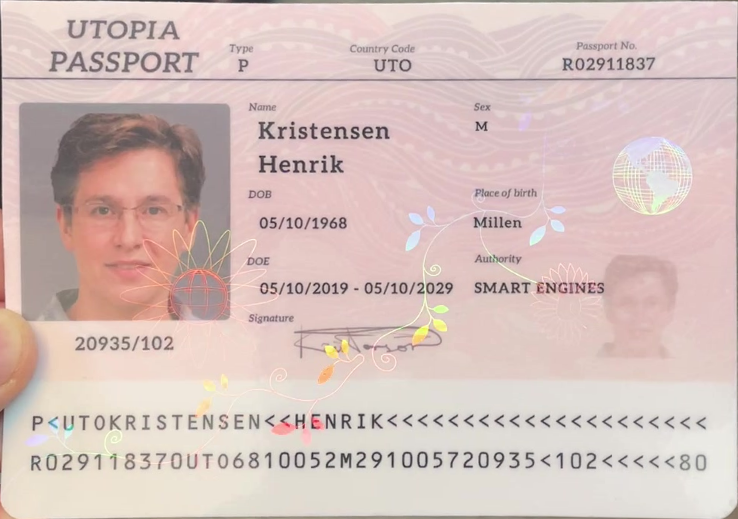 UTOPIA
PASSPORT
Type
P
Country Code
UTO
Passport No.
R02911837
Name
Kristensen
Henrik
Sex
M
DOB
05/10/1968
Place of birth
Millen
DOE
05/10/2019 - 05/10/2029
Authority
SMART ENGINES
Signature
Kristenson
20935/102
P<UTOKRISTENSEN<<HENRIK<<<<<<<<<<<<<<<<<<<<<
R029118370UTO6810052M291005720935<102<<<<<80